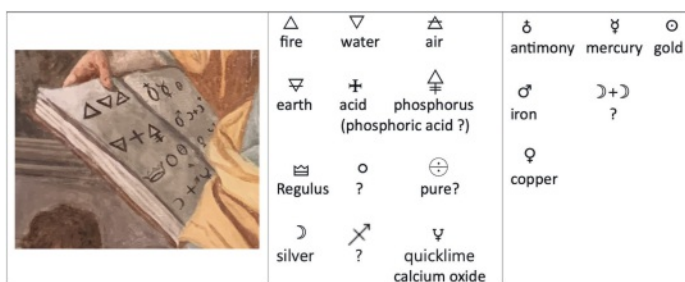 🜂 🜄 🜁
fire water air
🜃 ✠ 🜍
earth acid phosphorus
(phosphoric acid ?)
Regulus ? pure?
☽ ♐ 
silver ? quicklime
calcium oxide
♁ ☿ ☉
antimony mercury gold
♂ ☽+☽
iron ?
♀
copper